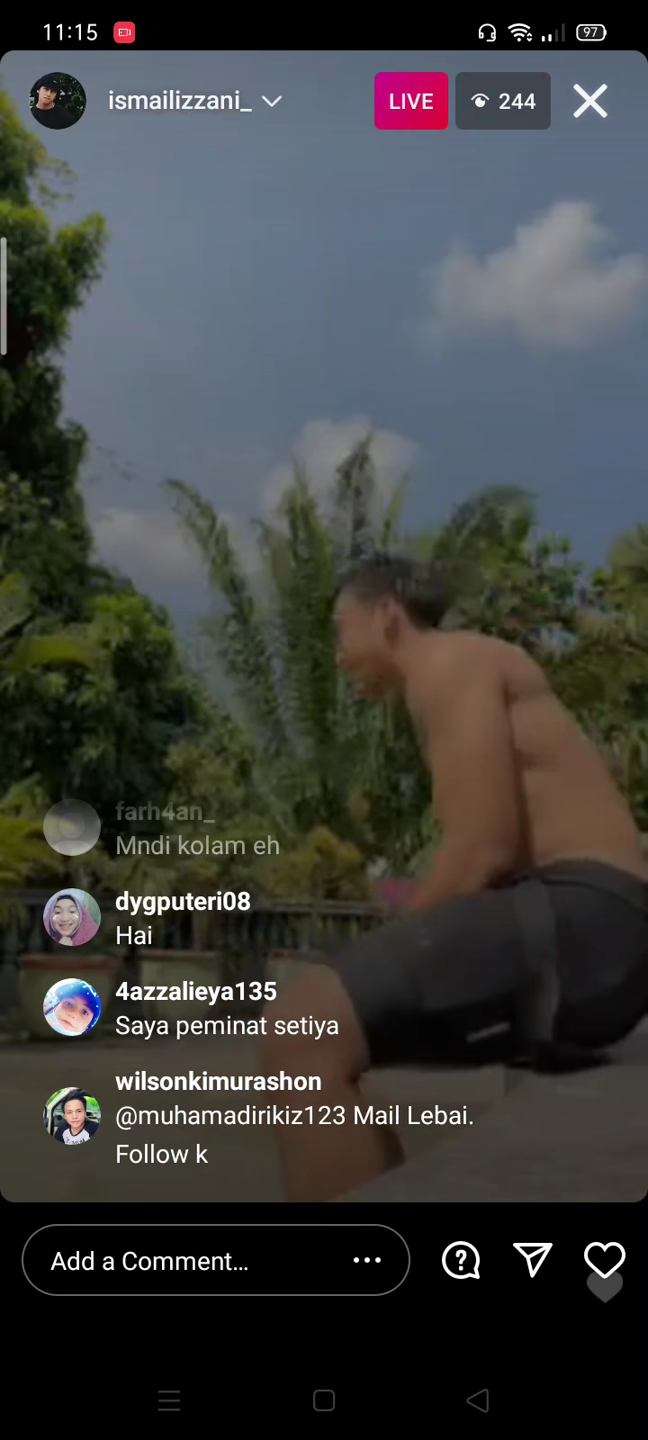 11:15
97
ismailizzani_
LIVE
244
farh4an_
Mndi kolam eh
dygputeri08
Hai
4azzalieya135
Saya peminat setiya
wilsonkimurashon
@muhamadirikiz123 Mail Lebai.
Follow k
Add a Comment...